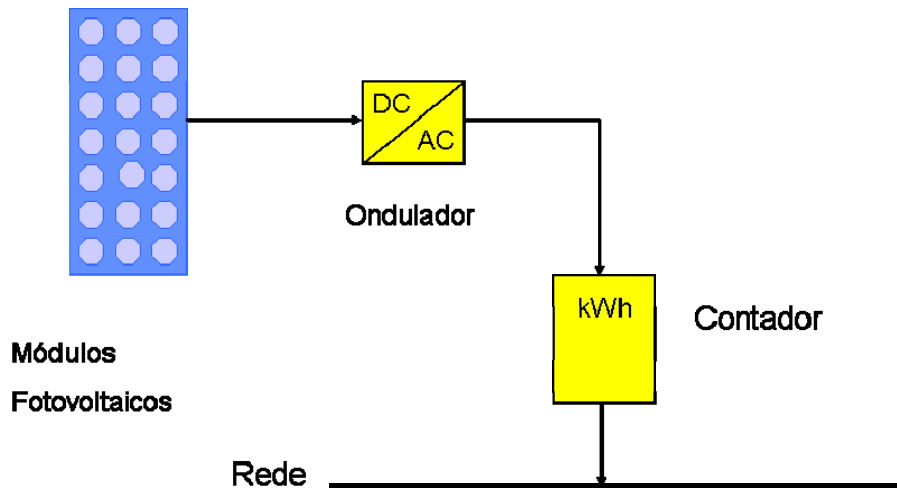 DC
AC
Ondulador
kWh
Contador
Módulos
Fotovoltaicos
Rede